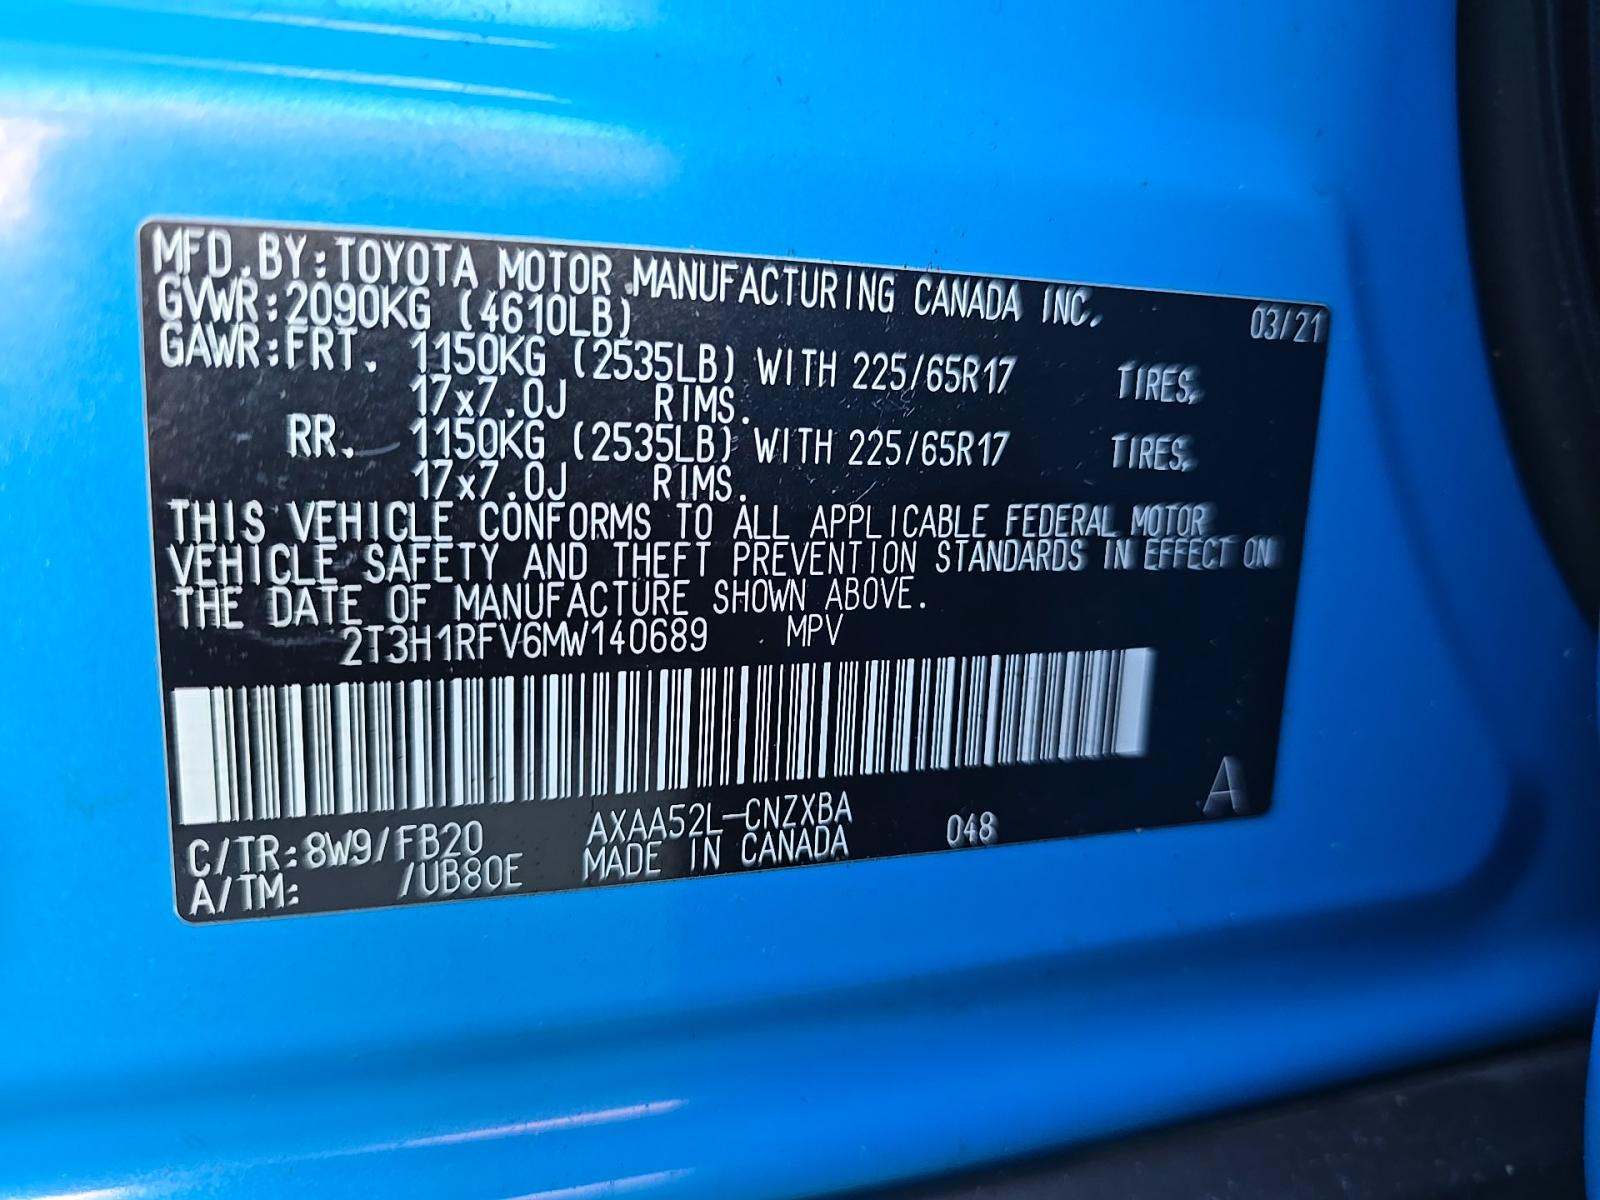 MFD.BY:TOYOTA MOTOR MANUFACTURING CANADA INC. 03/21
GVWR:2090KG (4610LB)
GAWR:FRT. 1150KG (2535LB) WITH 225/65R17 TIRES,
17x7.0J RIMS.
RR. 1150KG (2535LB) WITH 225/65R17 TIRES,
17x7.0J RIMS.
THIS VEHICLE CONFORMS TO ALL APPLICABLE FEDERAL MOTOR
VEHICLE SAFETY AND THEFT PREVENTION STANDARDS IN EFFECT ON
THE DATE OF MANUFACTURE SHOWN ABOVE.
2T3H1RFV6MW140689 MPV
C/TR:8W9/FB20 AXAA52L-CNZXBA A
A/TM: /UB80E MADE IN CANADA 048